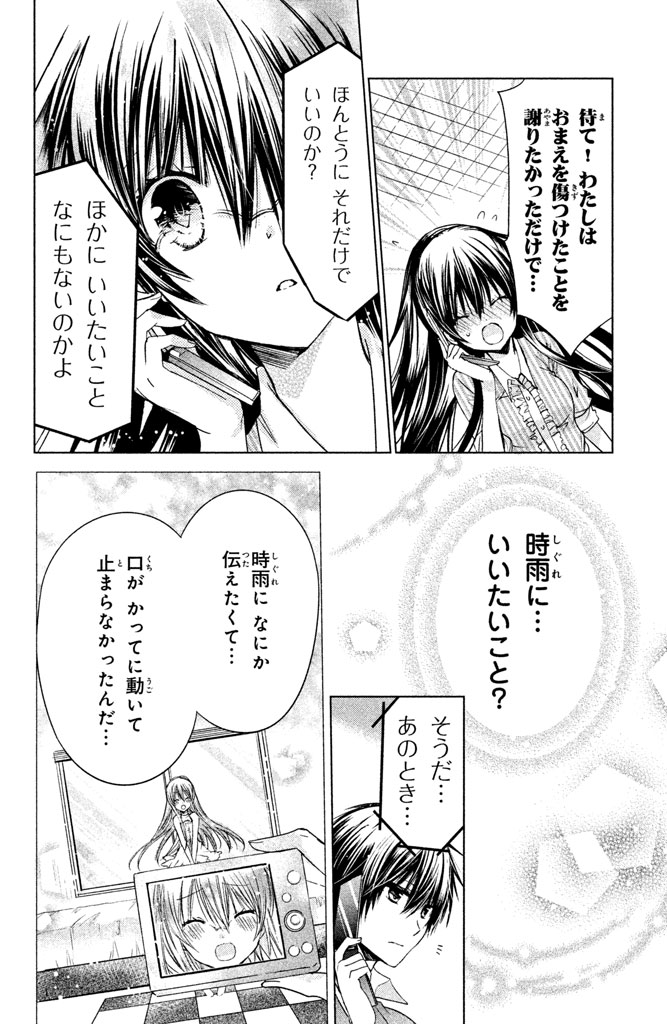 待て！わたしは
おまえを傷つけたことを
謝りたかっただけで…
ほんとうに それだけで
いいのか？
ほかに いいたいこと
なにもないのかよ
時雨に…
いいたいこと？
そうだ…
あのとき…
時雨に なにか
伝えたくて…
口が かってに動いて
止まらなかったんだ…